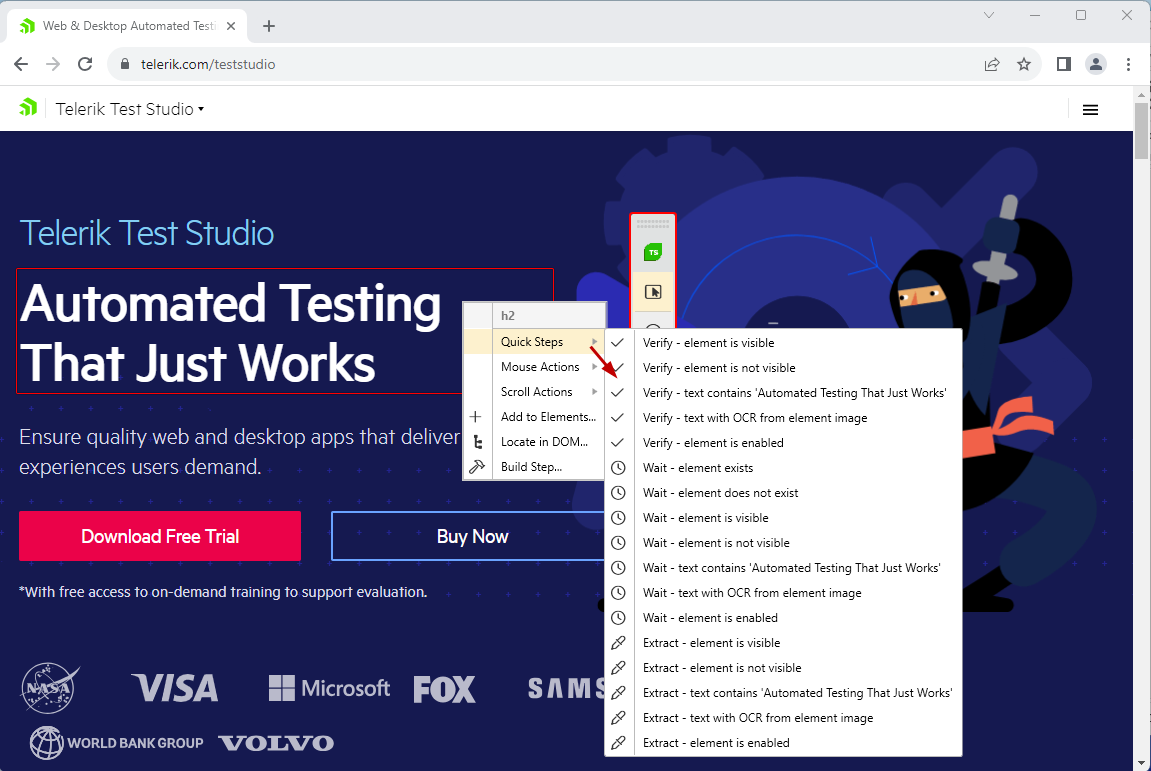 Web & Desktop Automated Testi
telerik.com/teststudio
Telerik Test Studio
Telerik Test Studio
Automated Testing
That Just Works
Ensure quality web and desktop apps that deliver
experiences users demand.
Download Free Trial
Buy Now
*With free access to on-demand training to support evaluation.
NASA
VISA
Microsoft
FOX
SAMS
WORLD BANK GROUP
VOLVO
TS
h2
Quick Steps
Mouse Actions
Scroll Actions
Add to Elements...
Locate in DOM...
Build Step...
Verify - element is visible
Verify - element is not visible
Verify - text contains 'Automated Testing That Just Works'
Verify - text with OCR from element image
Verify - element is enabled
Wait - element exists
Wait - element does not exist
Wait - element is visible
Wait - element is not visible
Wait - text contains 'Automated Testing That Just Works'
Wait - text with OCR from element image
Wait - element is enabled
Extract - element is visible
Extract - element is not visible
Extract - text contains 'Automated Testing That Just Works'
Extract - text with OCR from element image
Extract - element is enabled